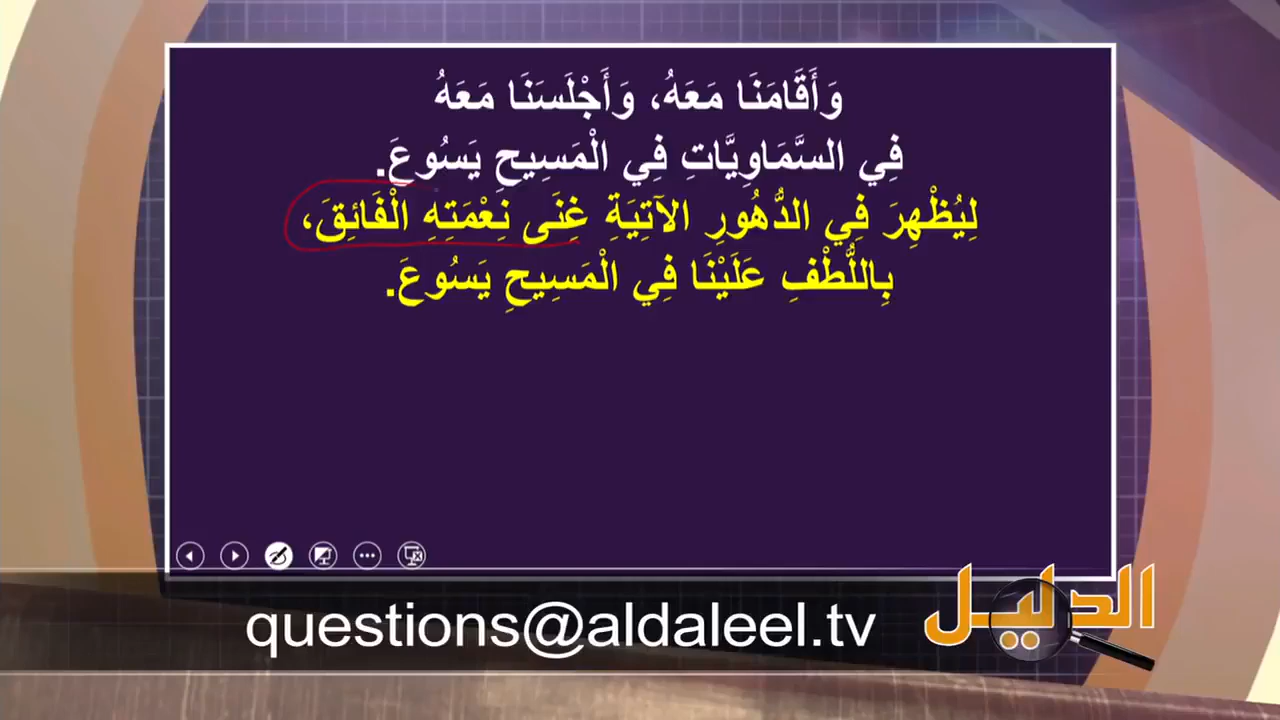 وَأَقَامَنَا مَعَهُ، وَأَجْلَسَنَا مَعَهُ
فِي السَّمَاوِيَّاتِ فِي الْمَسِيحِ يَسُوعَ.
لِيُظْهِرَ فِي الدُّهُورِ الآتِيَةِ غِنَى نِعْمَتِهِ الْفَائِقَ،
بِاللُّطْفِ عَلَيْنَا فِي الْمَسِيحِ يَسُوعَ.
questions@aldaleel.tv
الدليل